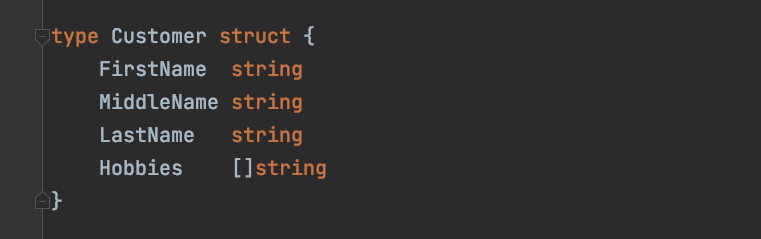 type Customer struct {
    FirstName  string
    MiddleName string
    LastName   string
    Hobbies    []string
}